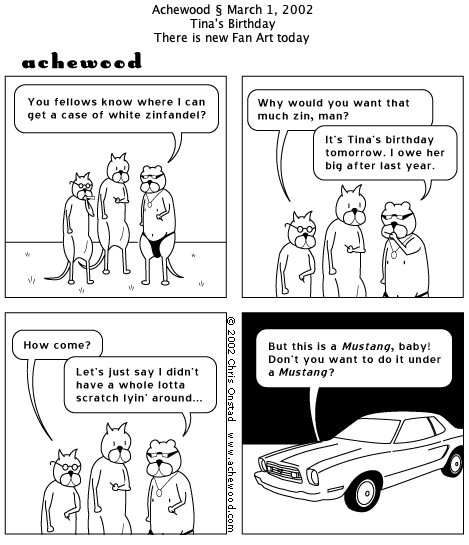 Achewood § March 1, 2002
Tina's Birthday
There is new Fan Art today
achewood
You fellows know where I can
get a case of white zinfandel?
Why would you want that
much zin, man?
It's Tina's birthday
tomorrow. I owe her
big after last year.
How come?
Let's just say I didn't
have a whole lotta
scratch lyin' around...
© 2002 Chris Onstad www.achewood.com
But this is a Mustang, baby!
Don't you want to do it under
a Mustang?